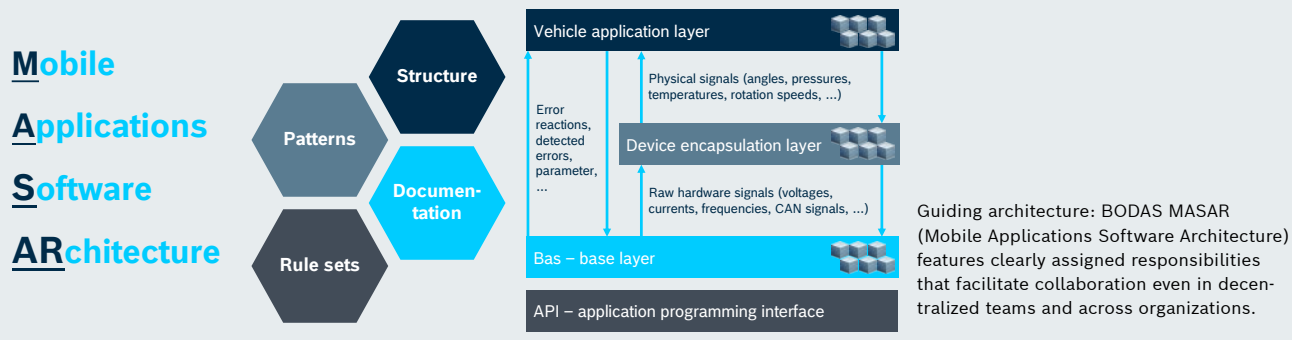 Mobile
Applications
Software
ARchitecture
Structure
Patterns
Documen-
tation
Rule sets
Vehicle application layer
Physical signals (angles, pressures,
temperatures, rotation speeds, ...)
Error
reactions,
detected
errors,
parameter,
...
Device encapsulation layer
Raw hardware signals (voltages,
currents, frequencies, CAN signals, ...)
Bas – base layer
API – application programming interface
Guiding architecture: BODAS MASAR
(Mobile Applications Software Architecture)
features clearly assigned responsibilities
that facilitate collaboration even in decen-
tralized teams and across organizations.